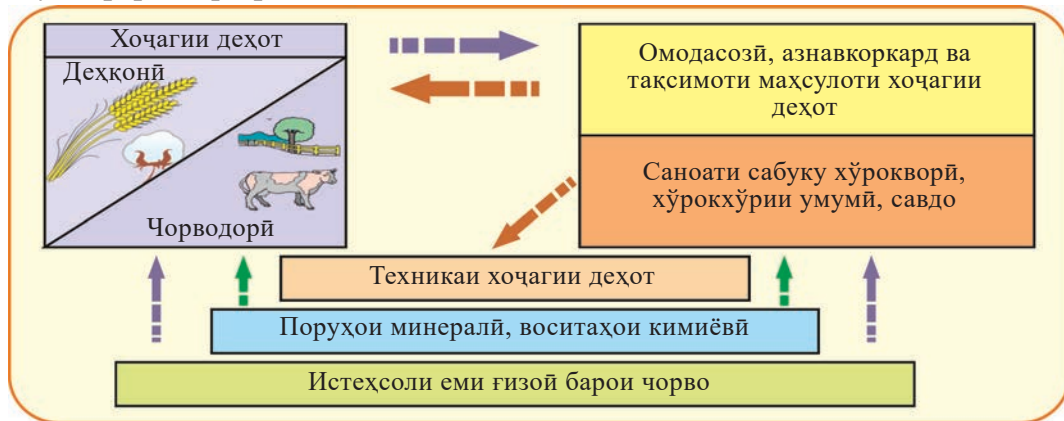 Хоҷагии деҳот
Деҳқонӣ
Чорводорӣ
Омодасозӣ, азнавкоркард ва
тақсимоти маҳсулоти хоҷагии
деҳот
Саноати сабуку хӯрокворӣ,
хӯрокхӯрии умумӣ, савдо
Техникаи хоҷагии деҳот
Поруҳои минералӣ, воситаҳои кимиёвӣ
Истеҳсоли еми ғизоӣ барои чорво